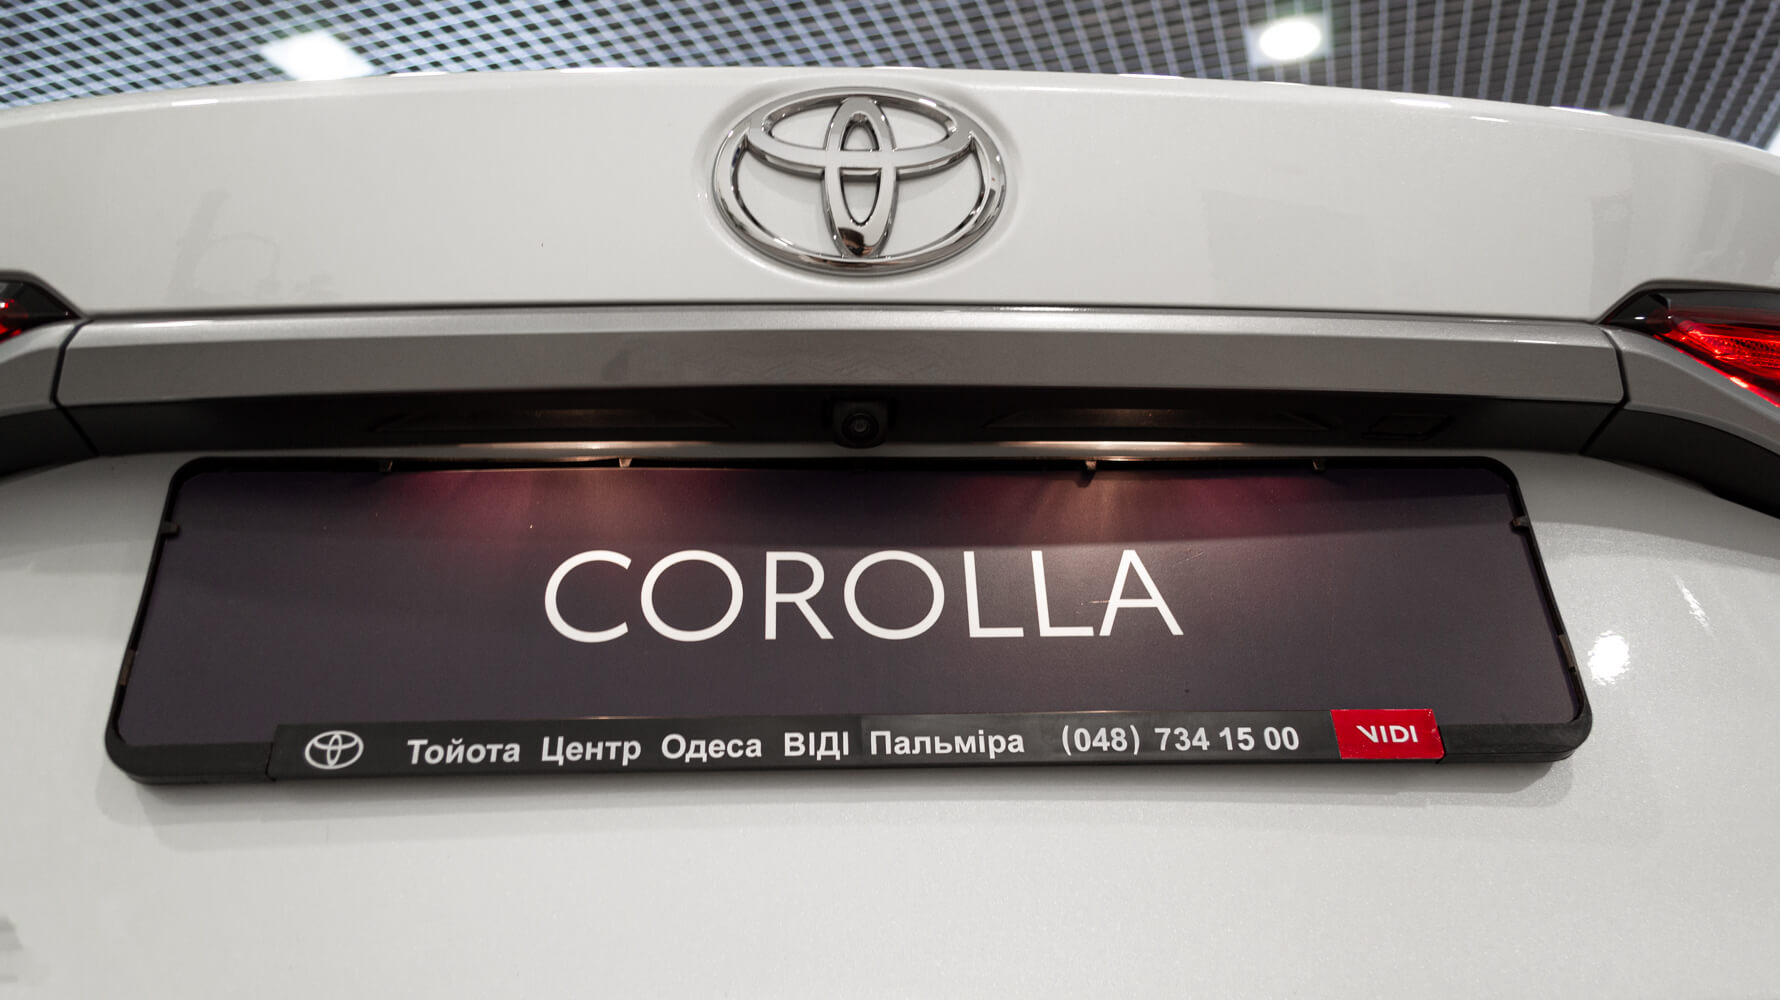 COROLLA
Тойота Центр Одеса ВІДІ Пальміра (048) 734 15 00 VIDI